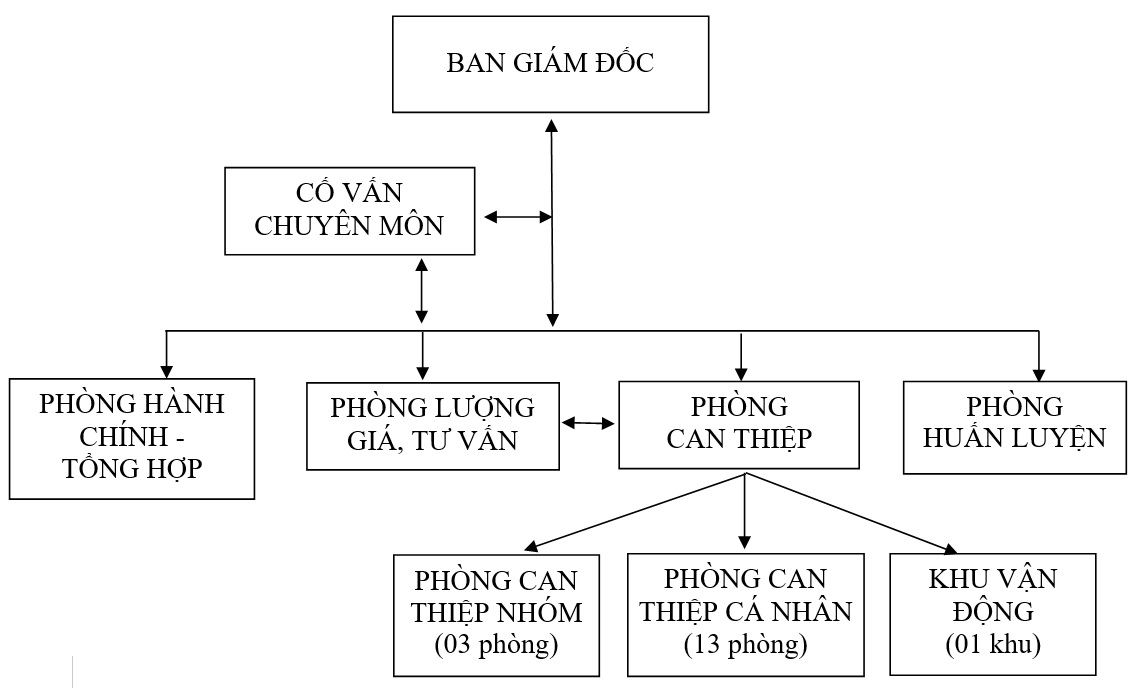 BAN GIÁM ĐỐC
CỐ VẤN
CHUYÊN MÔN
PHÒNG HÀNH
CHÍNH -
TỔNG HỢP
PHÒNG LƯỢNG
GIÁ, TƯ VẤN
PHÒNG
CAN THIỆP
PHÒNG
HUẤN LUYỆN
PHÒNG CAN
THIỆP NHÓM
(03 phòng)
PHÒNG CAN
THIỆP CÁ NHÂN
(13 phòng)
KHU VẬN
ĐỘNG
(01 khu)